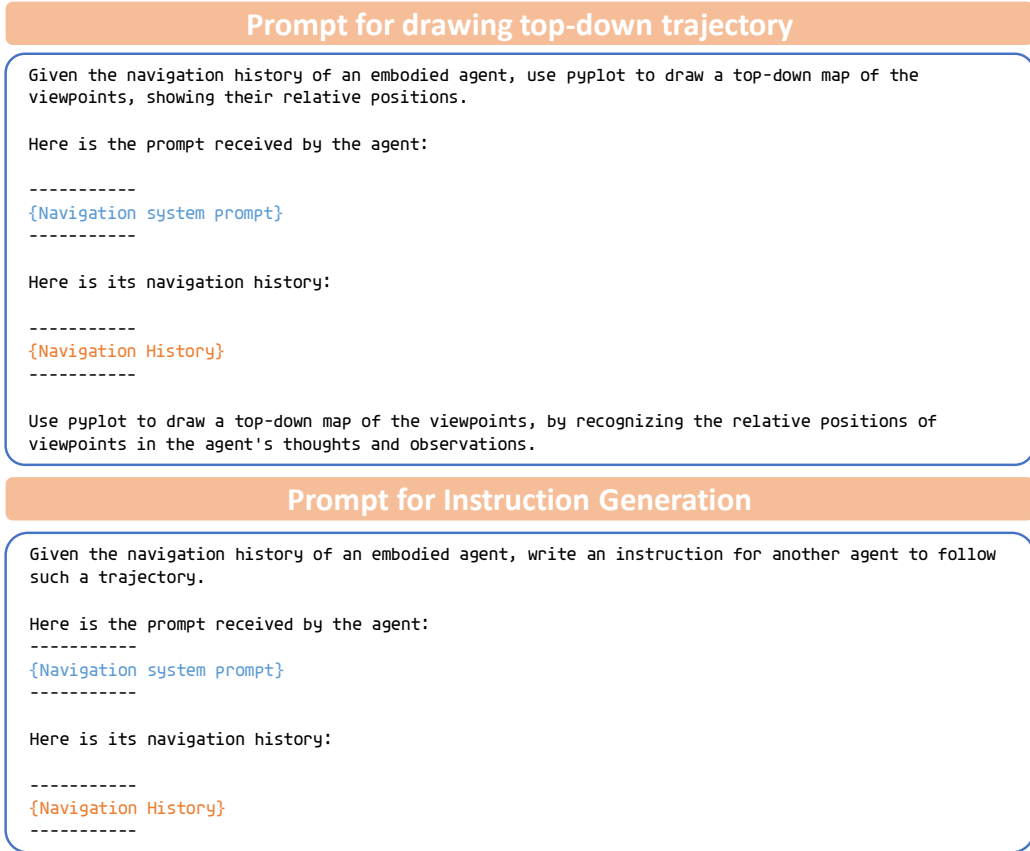 Prompt for drawing top-down trajectory
Given the navigation history of an embodied agent, use pyplot to draw a top-down map of the
viewpoints, showing their relative positions.
Here is the prompt received by the agent:
-----------
{Navigation system prompt}
-----------
Here is its navigation history:
-----------
{Navigation History}
-----------
Use pyplot to draw a top-down map of the viewpoints, by recognizing the relative positions of
viewpoints in the agent's thoughts and observations.
Prompt for Instruction Generation
Given the navigation history of an embodied agent, write an instruction for another agent to follow
such a trajectory.
Here is the prompt received by the agent:
-----------
{Navigation system prompt}
-----------
Here is its navigation history:
-----------
{Navigation History}
-----------